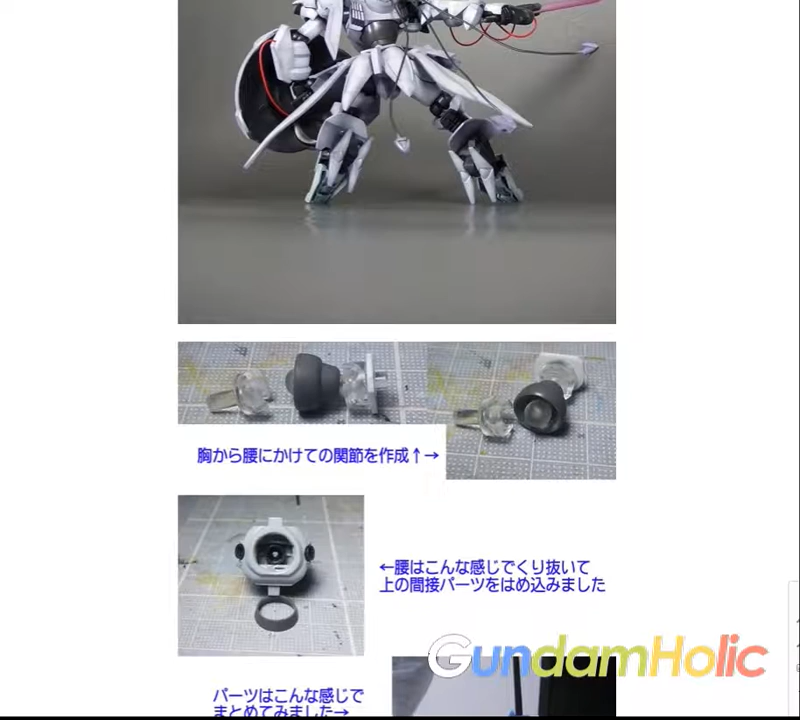 胸から腰にかけての関節を作成↑→
←腰はこんな感じでくり抜いて
上の間接パーツをはめ込みました
GundamHolic
パーツはこんな感じで
まとめてみました→